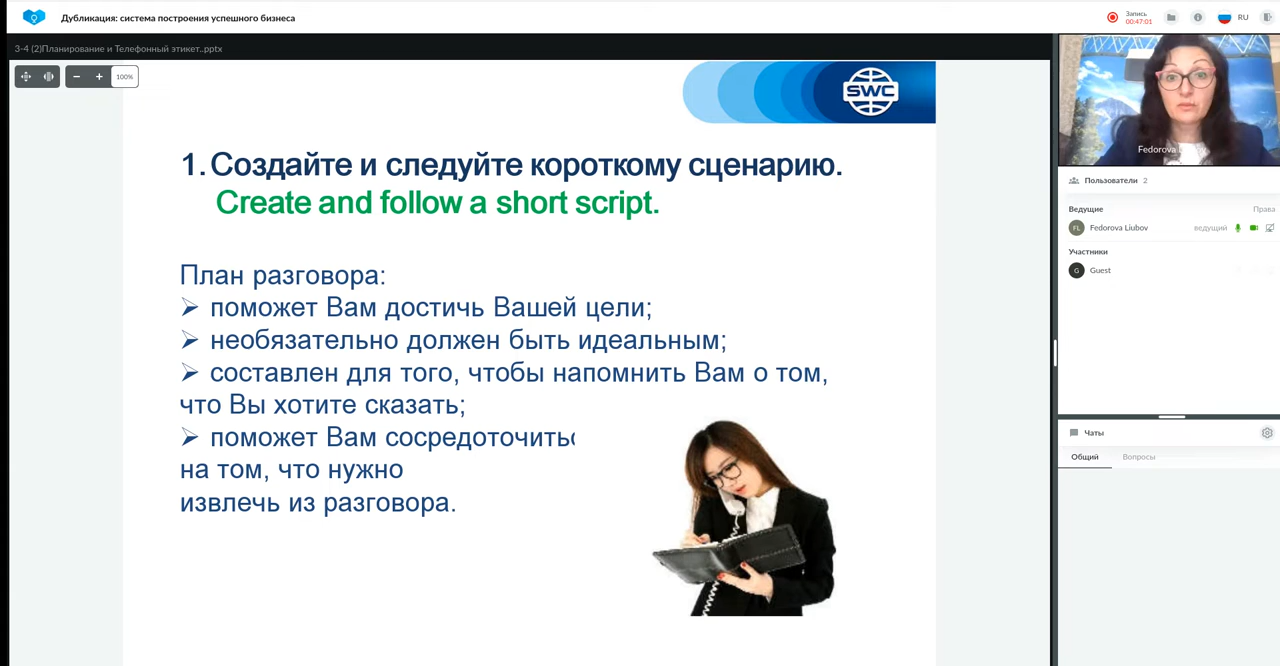 Дубликация: система построения успешного бизнеса
Запись
00:47:01
RU
3-4 (2)Планирование и Телефонный этикет..pptx
100%
SWC
1. Создайте и следуйте короткому сценарию.
Create and follow a short script.
План разговора:
➢ поможет Вам достичь Вашей цели;
➢ необязательно должен быть идеальным;
➢ составлен для того, чтобы напомнить Вам о том,
что Вы хотите сказать;
➢ поможет Вам сосредоточитьс
на том, что нужно
извлечь из разговора.
Fedorova
Пользователи 2
Ведущие Права
FL Fedorova Liubov ведущий
Участники
G Guest
Чаты
Общий Вопросы